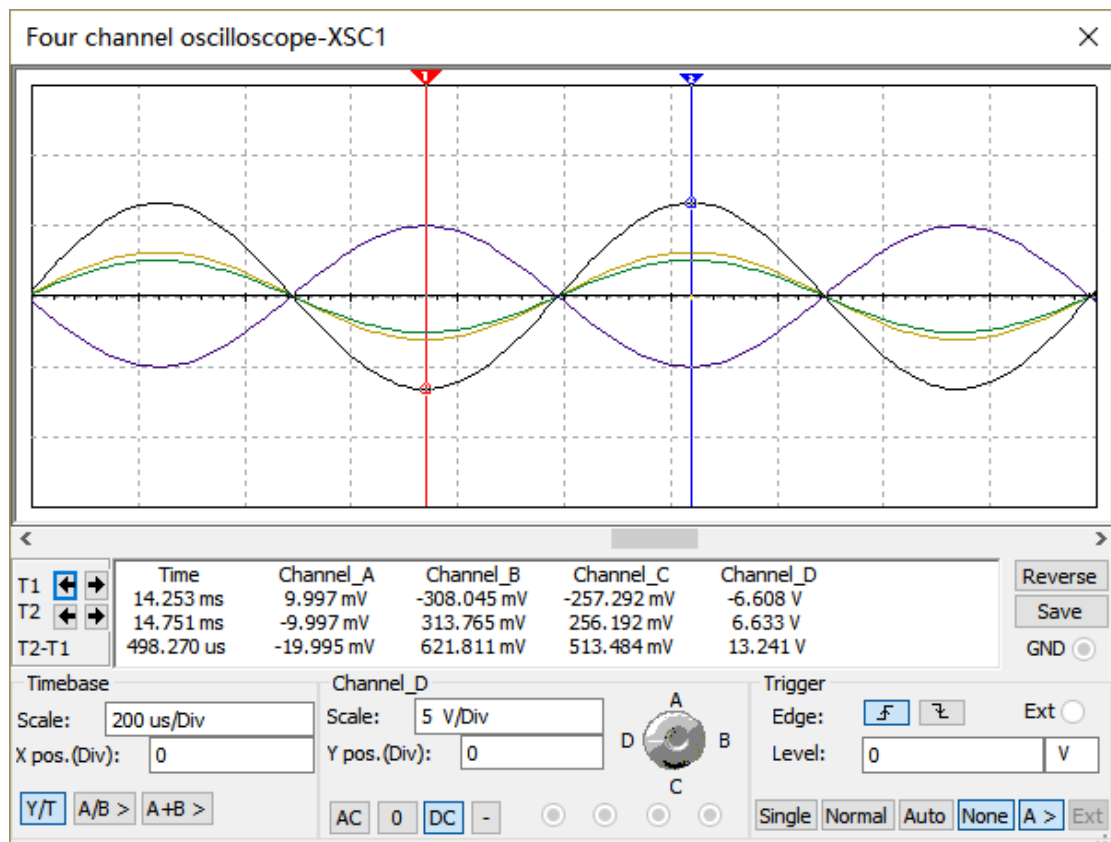 Four channel oscilloscope-XSC1
1 2
Time Channel_A Channel_B Channel_C Channel_D
T1 14.253 ms 9.997 mV -308.045 mV -257.292 mV -6.608 V
T2 14.751 ms -9.997 mV 313.765 mV 256.192 mV 6.633 V
T2-T1 498.270 us -19.995 mV 621.811 mV 513.484 mV 13.241 V
Reverse
Save
GND
Timebase
Scale: 200 us/Div
X pos.(Div): 0
Y/T A/B > A+B >
Channel_D
Scale: 5 V/Div
Y pos.(Div): 0
AC 0 DC -
A
D B
C
Trigger
Edge: Ext
Level: 0 V
Single Normal Auto None A > Ext